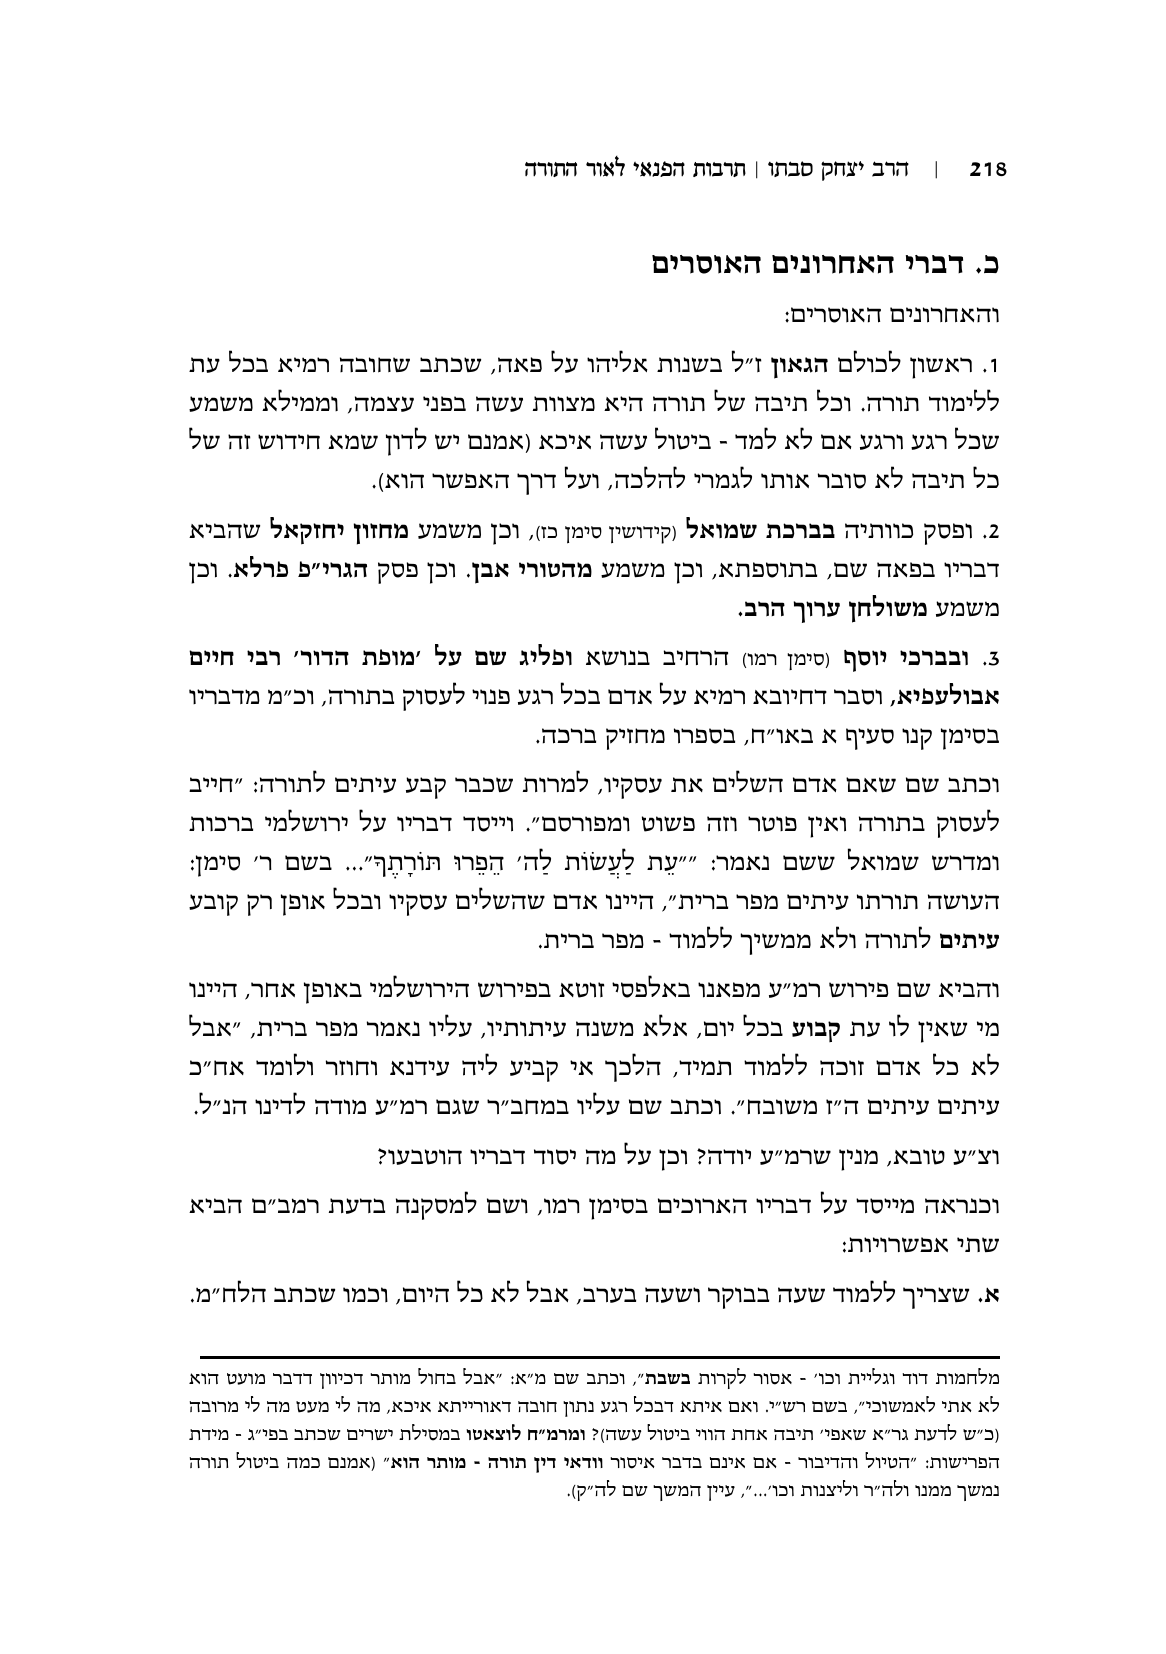 218 | הרב יצחק סבתו | תרבות הפנאי לאור התורה
כ. דברי האחרונים האוסרים
והאחרונים האוסרים:
1. ראשון לכולם הגאון ז״ל בשנות אליהו על פאה, שכתב שחובה רמיא בכל עת
ללימוד תורה. וכל תיבה של תורה היא מצוות עשה בפני עצמה, וממילא משמע
שכל רגע ורגע אם לא למד - ביטול עשה איכא (אמנם יש לדון שמא חידוש זה של
כל תיבה לא סובר אותו לגמרי להלכה, ועל דרך האפשר הוא).
2. ופסק כוותיה בברכת שמואל (קידושין סימן כז), וכן משמע מחזון יחזקאל שהביא
דבריו בפאה שם, בתוספתא, וכן משמע מהטורי אבן. וכן פסק הגרי״פ פרלא. וכן
משמע משולחן ערוך הרב.
3. ובברכי יוסף (סימן רמו) הרחיב בנושא ופליג שם על ׳מופת הדור׳ רבי חיים
אבולעפיא, וסבר דחיובא רמיא על אדם בכל רגע פנוי לעסוק בתורה, וכ״מ מדבריו
בסימן קנו סעיף א באו״ח, בספרו מחזיק ברכה.
וכתב שם שאם אדם השלים את עסקיו, למרות שכבר קבע עיתים לתורה: ״חייב
לעסוק בתורה ואין פוטר וזה פשוט ומפורסם״. וייסד דבריו על ירושלמי ברכות
ומדרש שמואל ששם נאמר: ״״עֵת לַעֲשׂוֹת לַה׳ הֵפֵרוּ תּוֹרָתֶךָ״... בשם ר׳ סימן:
העושה תורתו עיתים מפר ברית״, היינו אדם שהשלים עסקיו ובכל אופן רק קובע
עיתים לתורה ולא ממשיך ללמוד - מפר ברית.
והביא שם פירוש רמ״ע מפאנו באלפסי זוטא בפירוש הירושלמי באופן אחר, היינו
מי שאין לו עת קבוע בכל יום, אלא משנה עיתותיו, עליו נאמר מפר ברית, ״אבל
לא כל אדם זוכה ללמוד תמיד, הלכך אי קביע ליה עידנא וחוזר ולומד אח״כ
עיתים עיתים ה״ז משובח״. וכתב שם עליו במחב״ר שגם רמ״ע מודה לדינו הנ״ל.
וצ״ע טובא, מנין שרמ״ע יודה? וכן על מה יסוד דבריו הוטבעו?
וכנראה מייסד על דבריו הארוכים בסימן רמו, ושם למסקנה בדעת רמב״ם הביא
שתי אפשרויות:
א. שצריך ללמוד שעה בבוקר ושעה בערב, אבל לא כל היום, וכמו שכתב הלח״מ.
מלחמות דוד וגליית וכו׳ - אסור לקרות בשבת״, וכתב שם מ״א: ״אבל בחול מותר דכיוון דדבר מועט הוא
לא אתי לאמשוכי״, בשם רש״י. ואם איתא דבכל רגע נתון חובה דאורייתא איכא, מה לי מעט מה לי מרובה
(כ״ש לדעת גר״א שאפי׳ תיבה אחת הווי ביטול עשה)? ומרמ״ח לוצאטו במסילת ישרים שכתב בפי״ג - מידת
הפרישות: ״הטיול והדיבור - אם אינם בדבר איסור וודאי דין תורה - מותר הוא״ (אמנם כמה ביטול תורה
נמשך ממנו ולה״ר וליצנות וכו׳...״, עיין המשך שם לה״ק).